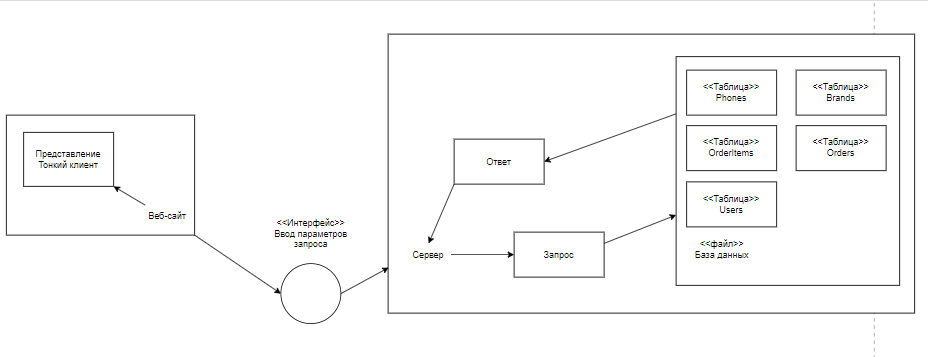 Представление
Тонкий клиент
Веб-сайт
<<Интерфейс>>
Ввод параметров
запроса
Ответ
Сервер
Запрос
<<Таблица>>
Phones
<<Таблица>>
Brands
<<Таблица>>
OrderItems
<<Таблица>>
Orders
<<Таблица>>
Users
<<файл>>
База данных